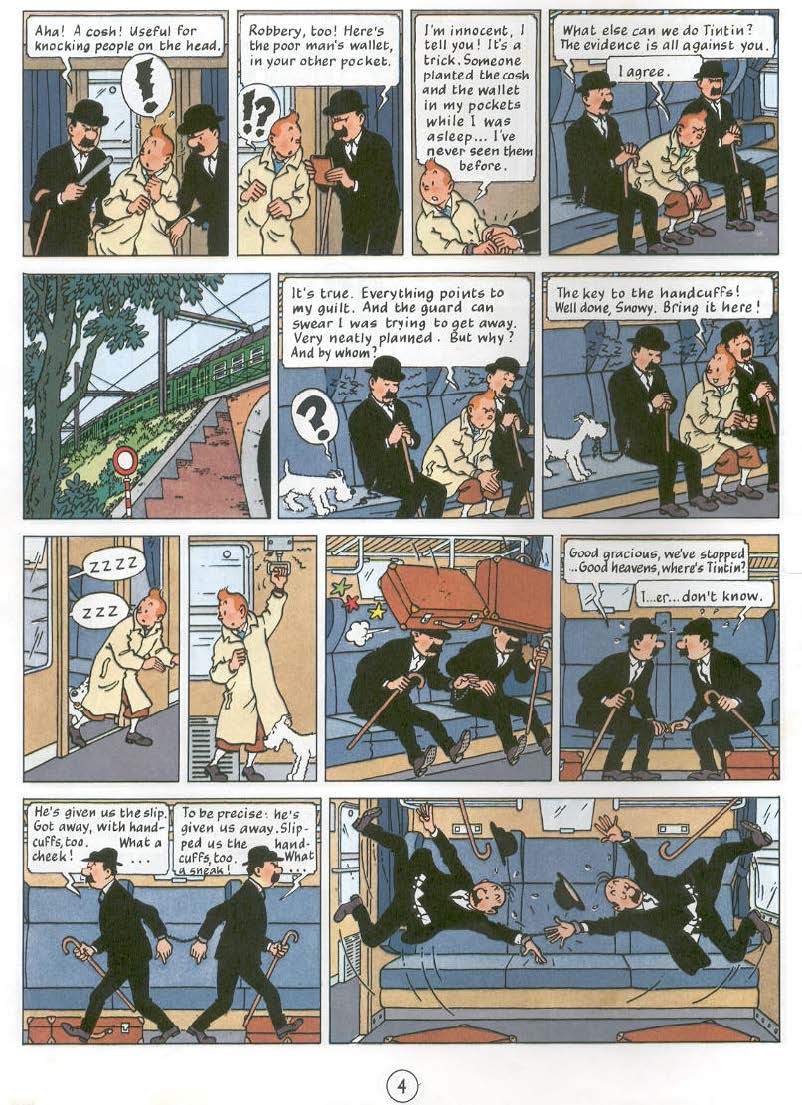 Aha! A cosh! Useful for
knocking people on the head.
!
Robbery, too! Here's
the poor man's wallet,
in your other pocket.
!?
I'm innocent, I
tell you! It's a
trick. Someone
planted the cosh
and the wallet
in my pockets
while I was
asleep... I've
never seen them
before.
What else can we do Tintin?
The evidence is all against you.
I agree.
It's true. Everything points to
my guilt. And the guard can
swear I was trying to get away.
Very neatly planned. But why?
And by whom?
?
The key to the handcuffs!
Well done, Snowy. Bring it here!
ZZZZ
ZZZ
Good gracious, we've stopped
...Good heavens, where's Tintin?
I...er...don't know.
He's given us the slip.
Got away, with hand-
cuffs, too. What a
cheek! ...
To be precise: he's
given us away. Slip-
ped us the hand-
cuffs, too. What
a sneak! ...
4